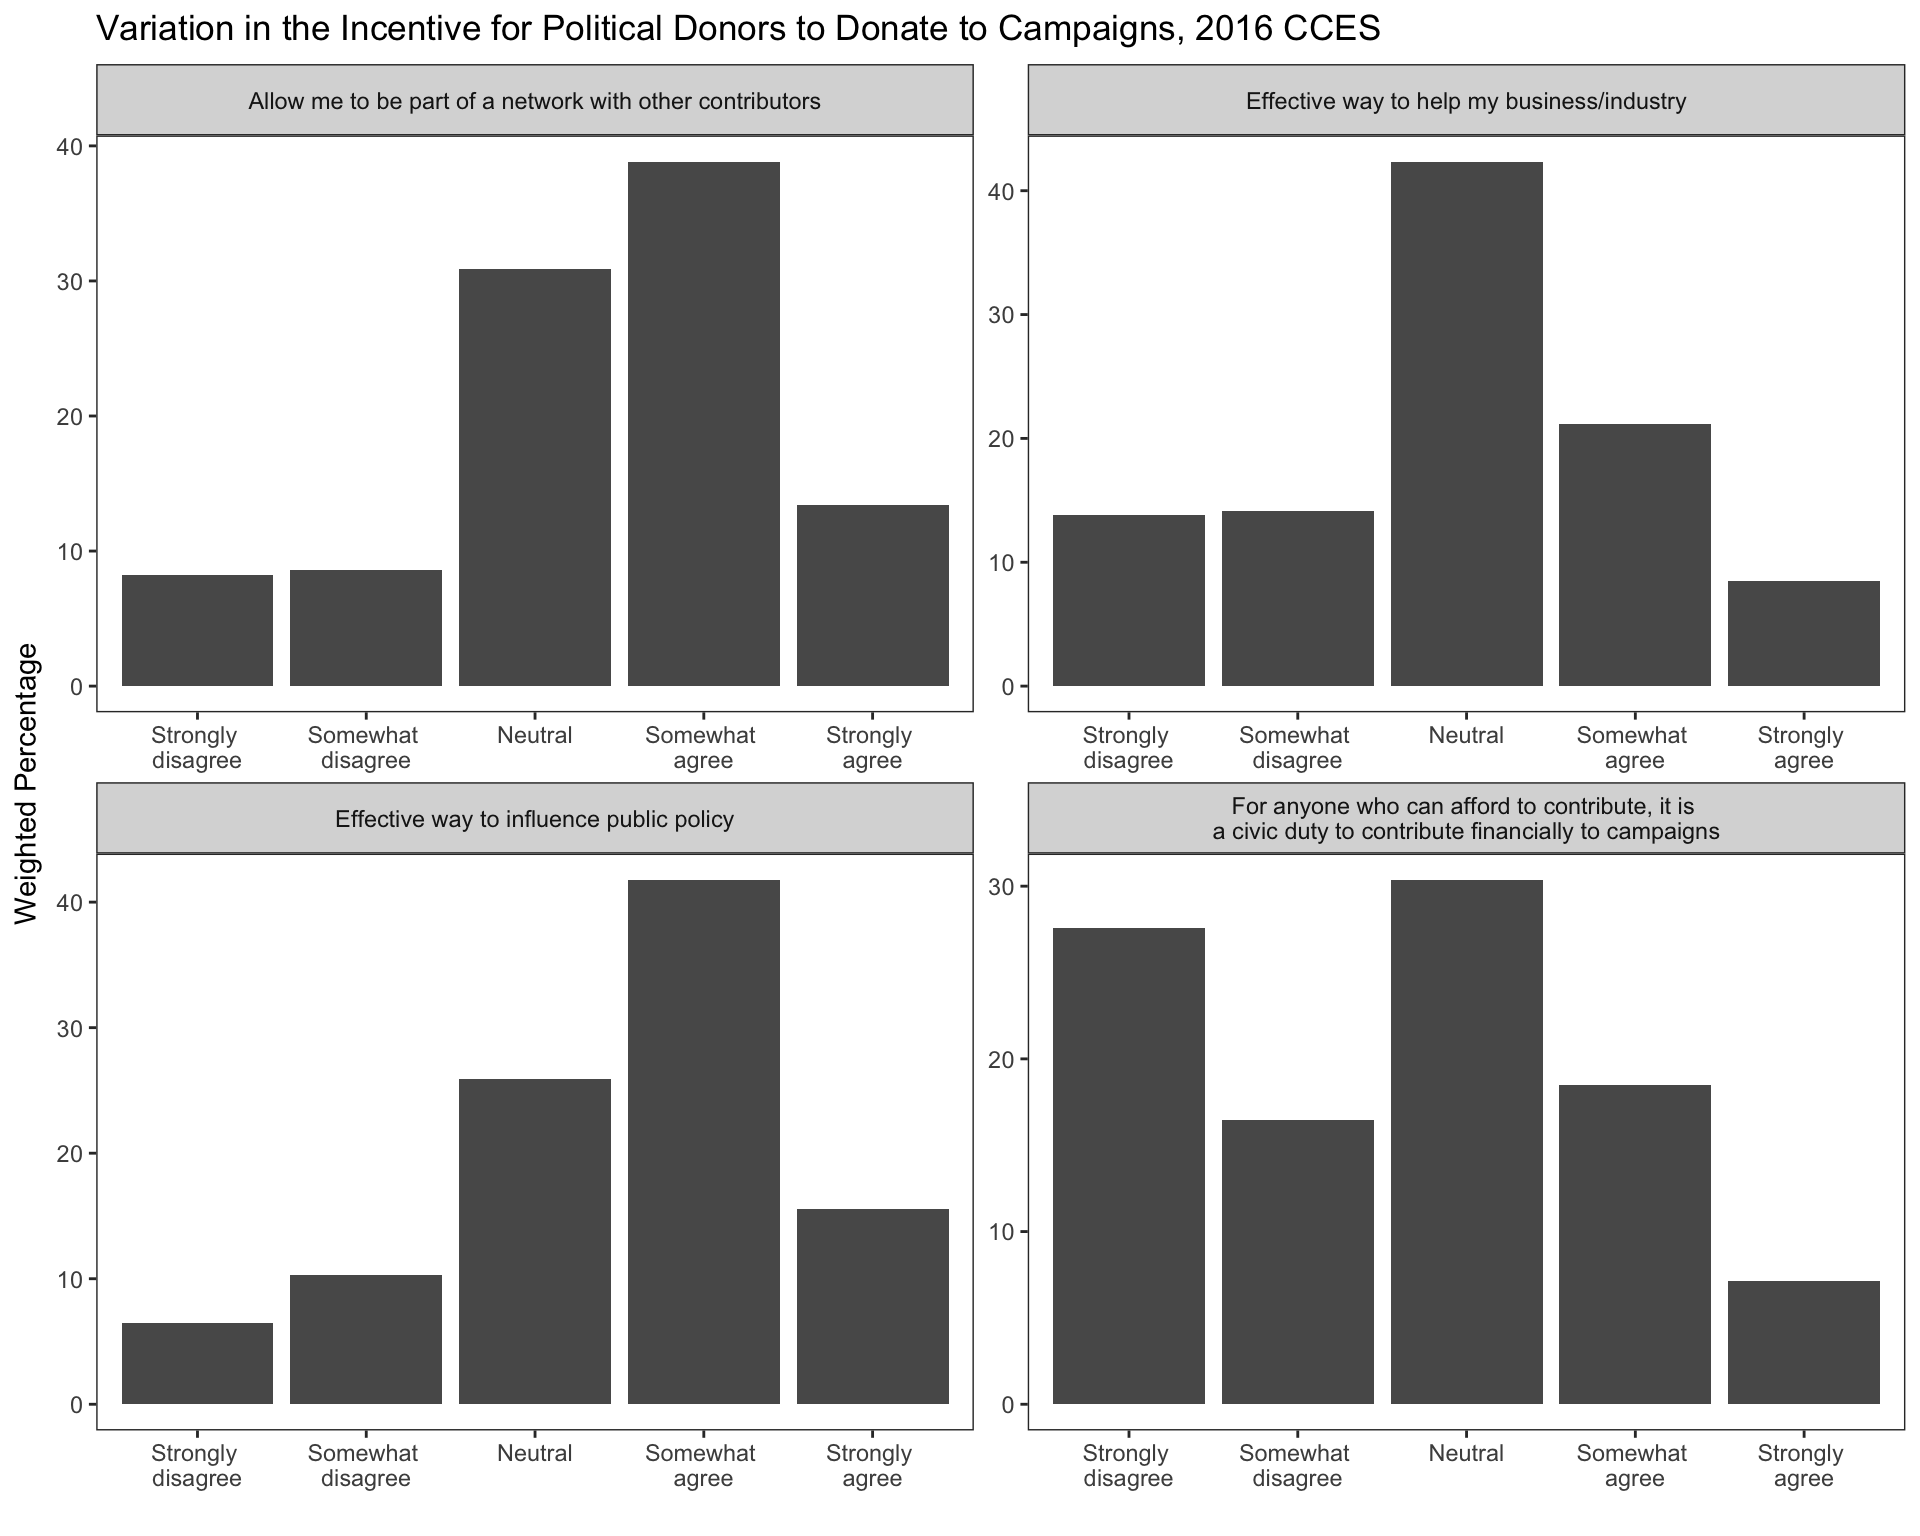 Variation in the Incentive for Political Donors to Donate to Campaigns, 2016 CCES
Weighted Percentage
Allow me to be part of a network with other contributors
40
30
20
10
0
Strongly
disagree
Somewhat
disagree
Neutral
Somewhat
agree
Strongly
agree
Effective way to help my business/industry
40
30
20
10
0
Strongly
disagree
Somewhat
disagree
Neutral
Somewhat
agree
Strongly
agree
Effective way to influence public policy
40
30
20
10
0
Strongly
disagree
Somewhat
disagree
Neutral
Somewhat
agree
Strongly
agree
For anyone who can afford to contribute, it is
a civic duty to contribute financially to campaigns
30
20
10
0
Strongly
disagree
Somewhat
disagree
Neutral
Somewhat
agree
Strongly
agree